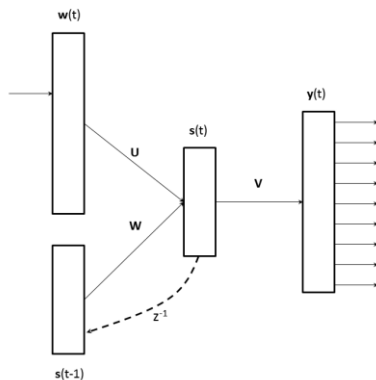 w(t)
y(t)
s(t)
U
V
W
z⁻¹
s(t-1)